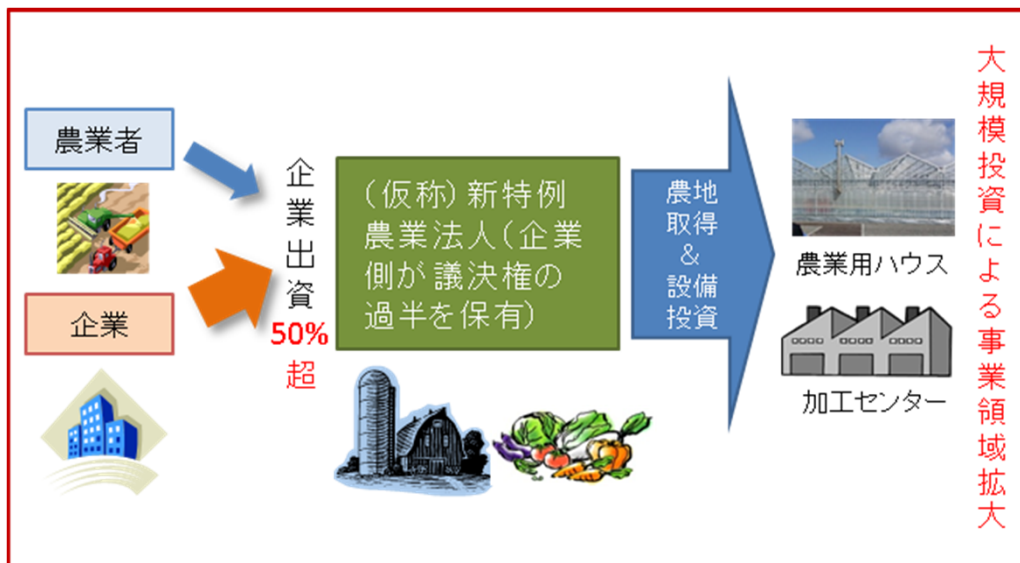 農業者
企業
企業出資
50%
超
(仮称)新特例
農業法人(企業
側が議決権の
過半を保有)
農地
取得
&
設備
投資
農業用ハウス
加工センター
大規模投資による事業領域拡大